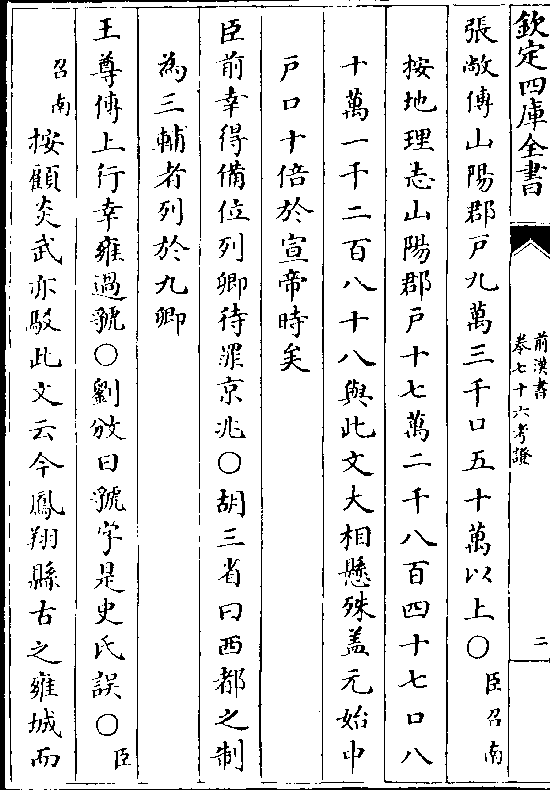 欽定四庫全書
前漢書
卷七十六考證
二
張敞傳山陽郡戸九萬三千口五十萬以上○臣召南
按地理志山陽郡戸十七萬二千八百四十七口八
十萬一千二百八十八與此文大相懸殊盖元始中
戸口十倍於宣帝時矣
臣前幸得備位列卿待罪京兆○胡三省曰西都之制
為三輔者列於九卿
王尊傳上行幸雍過虢○劉攽曰虢字是史氏誤○臣
召南按顧炎武亦駁此文云今鳳翔縣古之雍城而